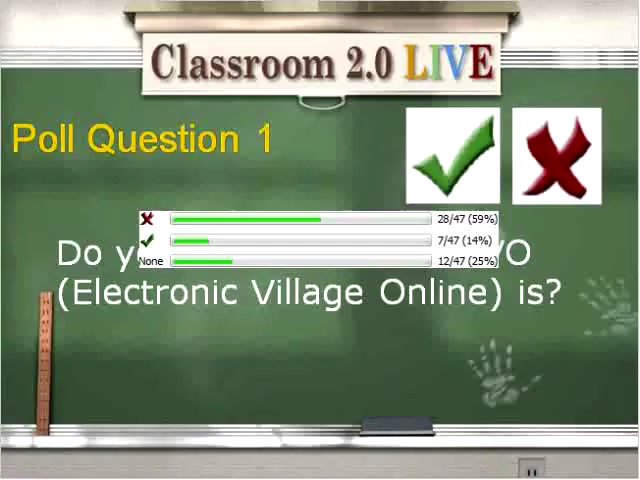 Classroom 2.0 LIVE
Poll Question 1
28/47 (59%)
7/47 (14%)
None 12/47 (25%)
Do y /O
(Electronic Village Online) is?